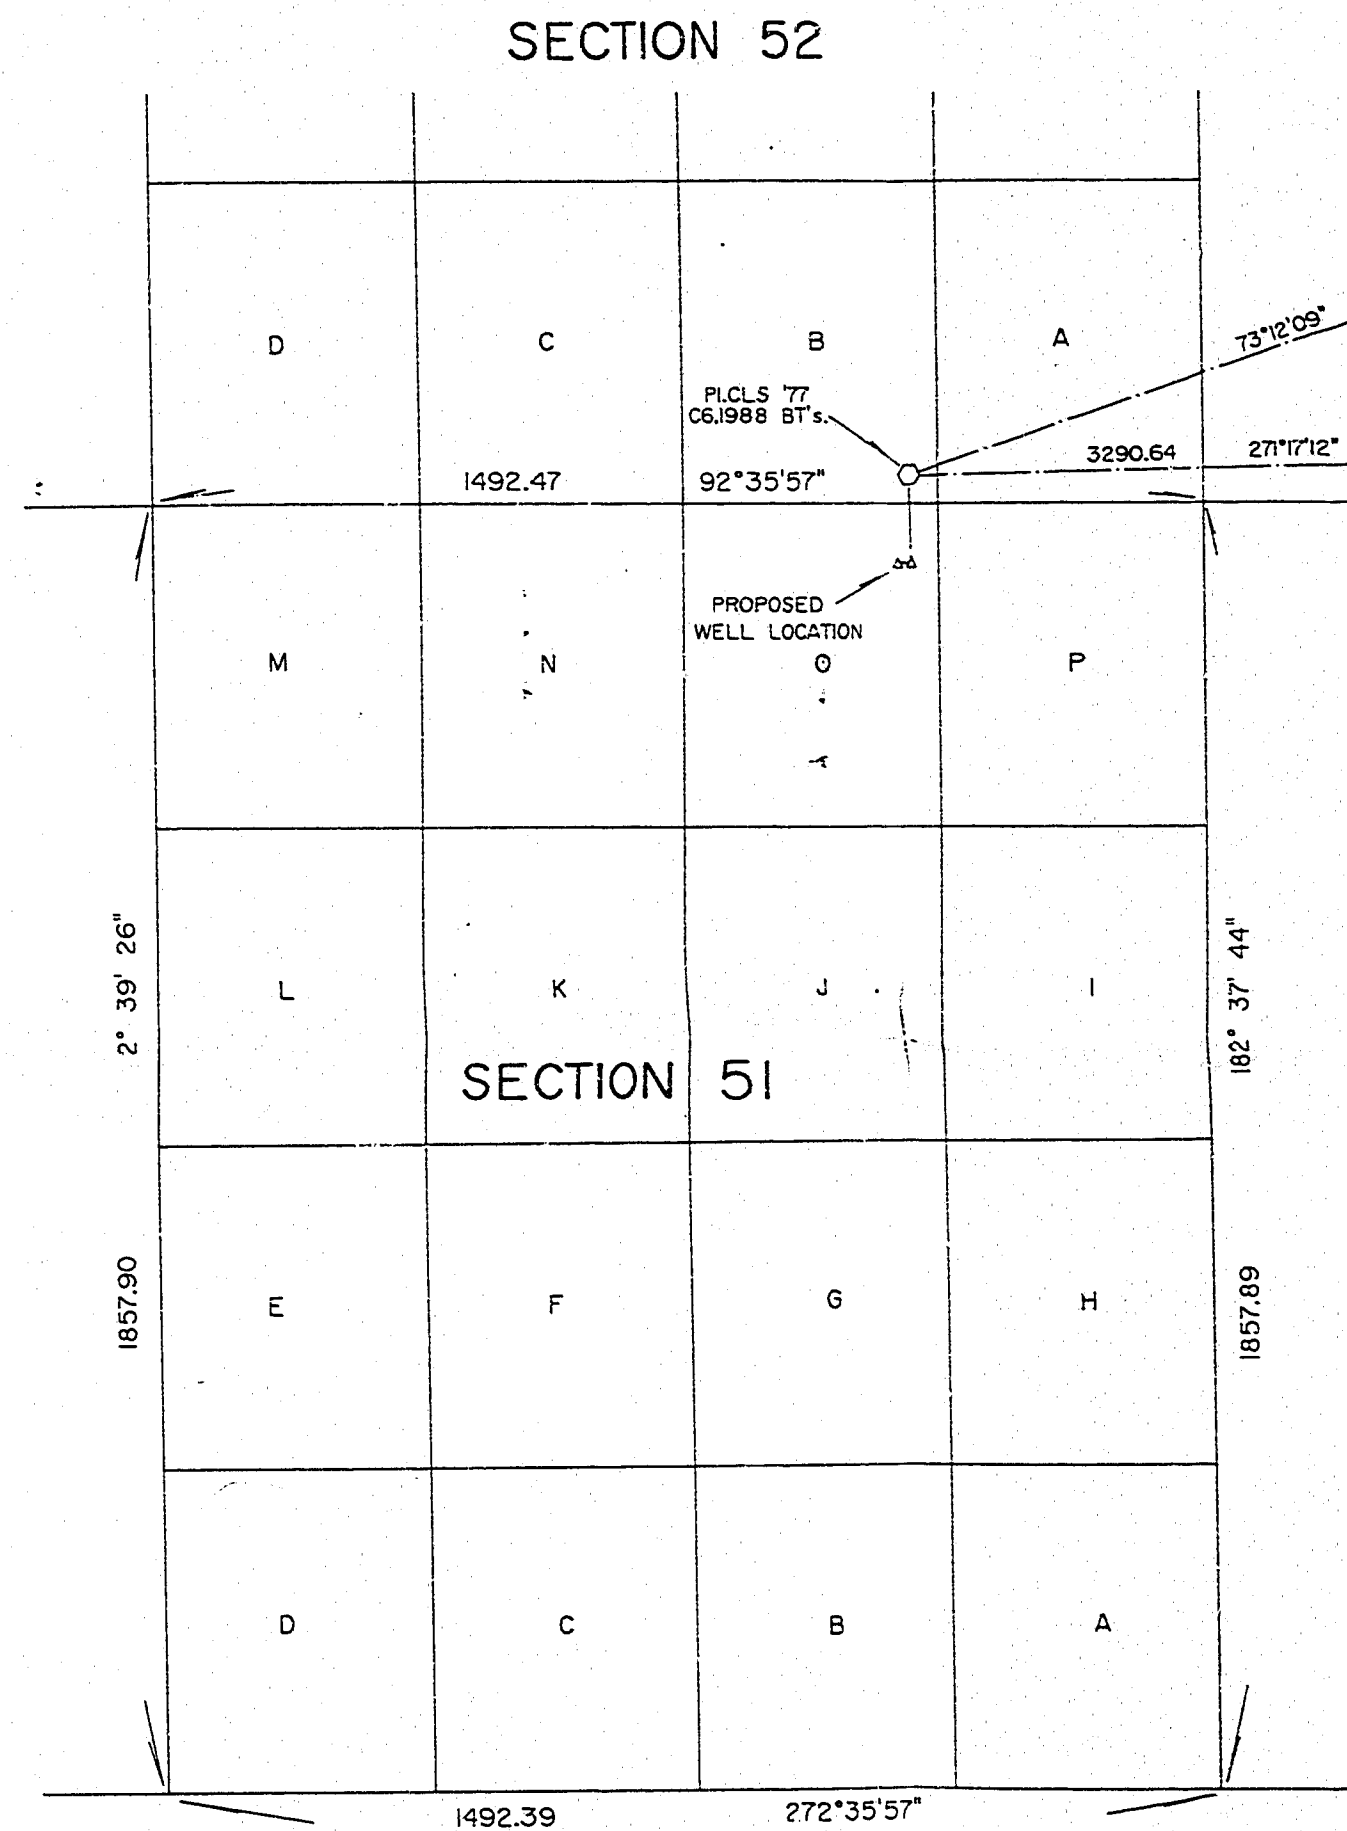 SECTION 52
D
C
B
A
73°12'09"
PI.CLS '77
C6.1988 BT's.
3290.64
271°17'12"
1492.47
92°35'57"
PROPOSED
WELL LOCATION
M
N
O
P
2° 39' 26"
182° 37' 44"
L
K
J
I
SECTION 51
1857.90
1857.89
E
F
G
H
D
C
B
A
1492.39
272°35'57"